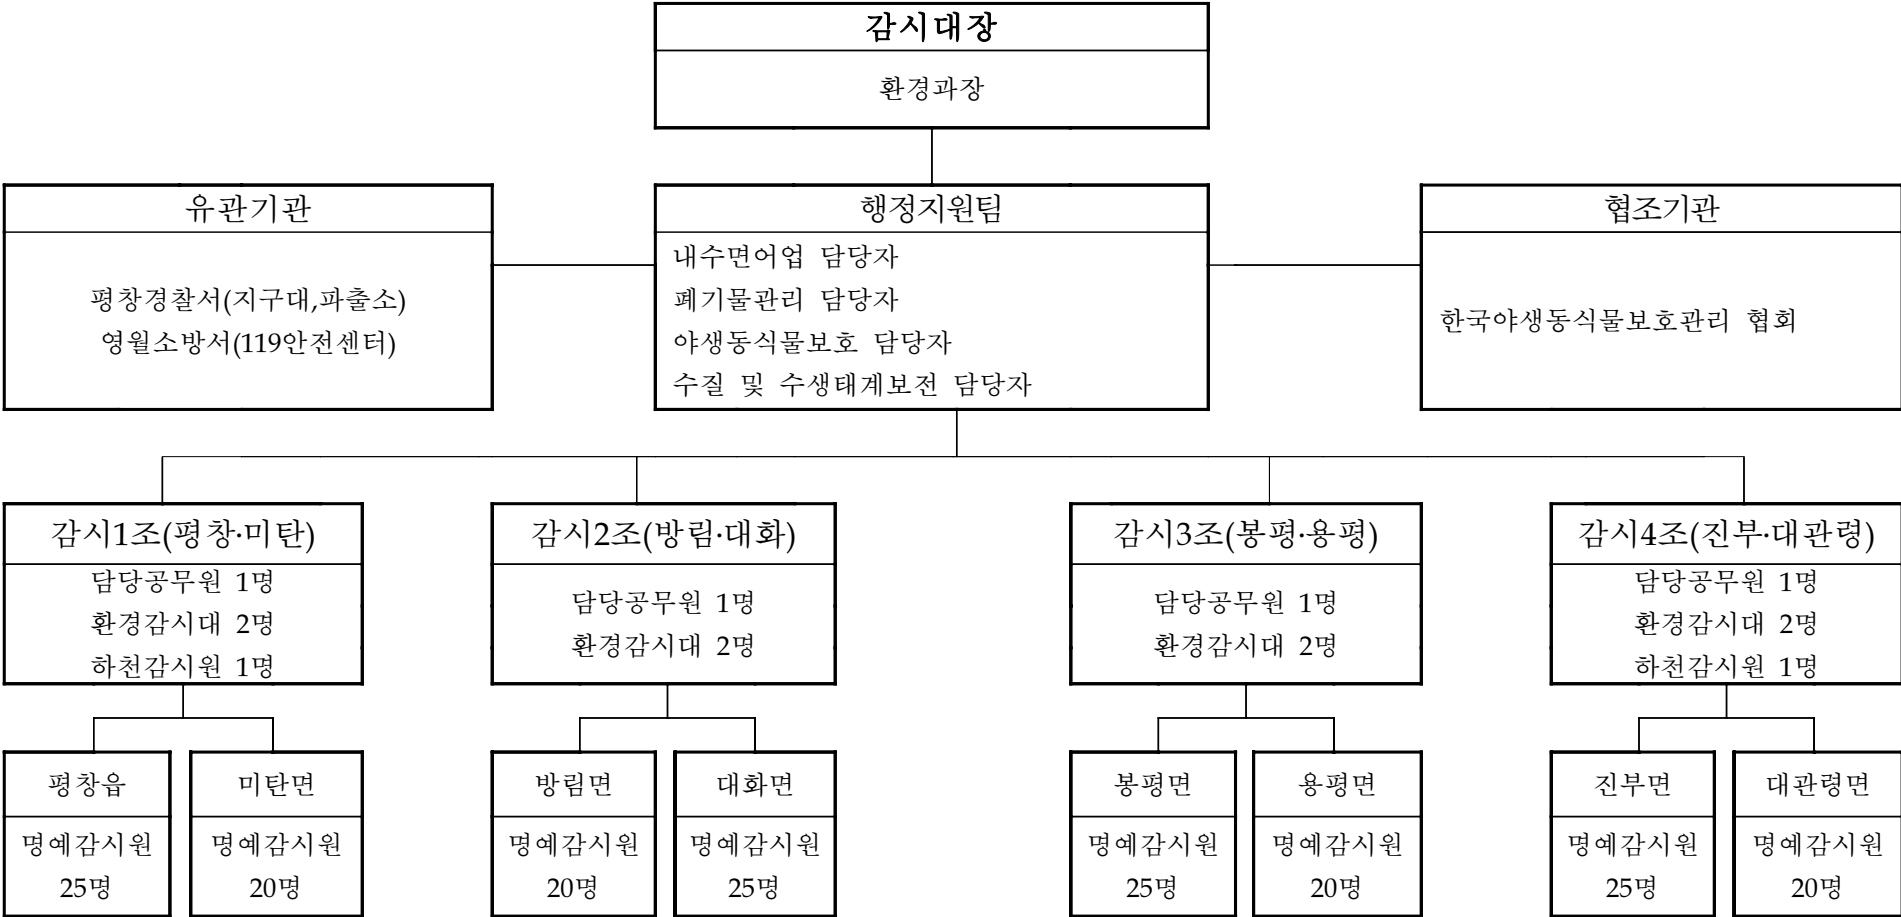 감시대장
환경과장
유관기관
평창경찰서(지구대,파출소)
영월소방서(119안전센터)
행정지원팀
내수면어업 담당자
폐기물관리 담당자
야생동식물보호 담당자
수질 및 수생태계보전 담당자
협조기관
한국야생동식물보호관리 협회
감시1조(평창·미탄)
담당공무원 1명
환경감시대 2명
하천감시원 1명
감시2조(방림·대화)
담당공무원 1명
환경감시대 2명
감시3조(봉평·용평)
담당공무원 1명
환경감시대 2명
감시4조(진부·대관령)
담당공무원 1명
환경감시대 2명
하천감시원 1명
평창읍
명예감시원
25명
미탄면
명예감시원
20명
방림면
명예감시원
20명
대화면
명예감시원
25명
봉평면
명예감시원
25명
용평면
명예감시원
20명
진부면
명예감시원
25명
대관령면
명예감시원
20명